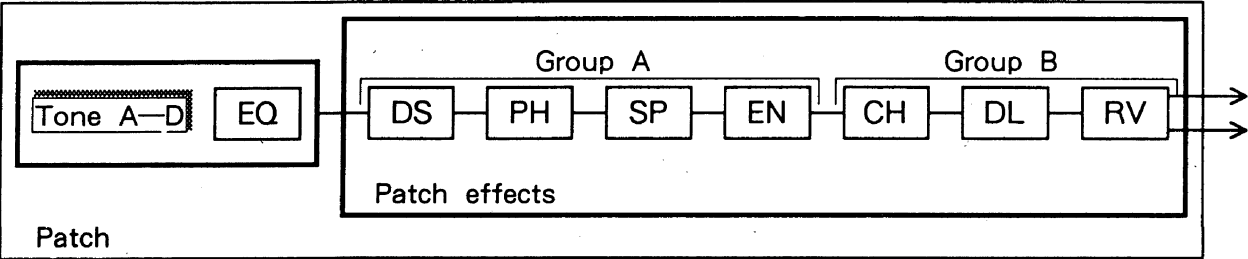 Group A Group B
Tone A—D EQ DS PH SP EN CH DL RV
Patch effects
Patch